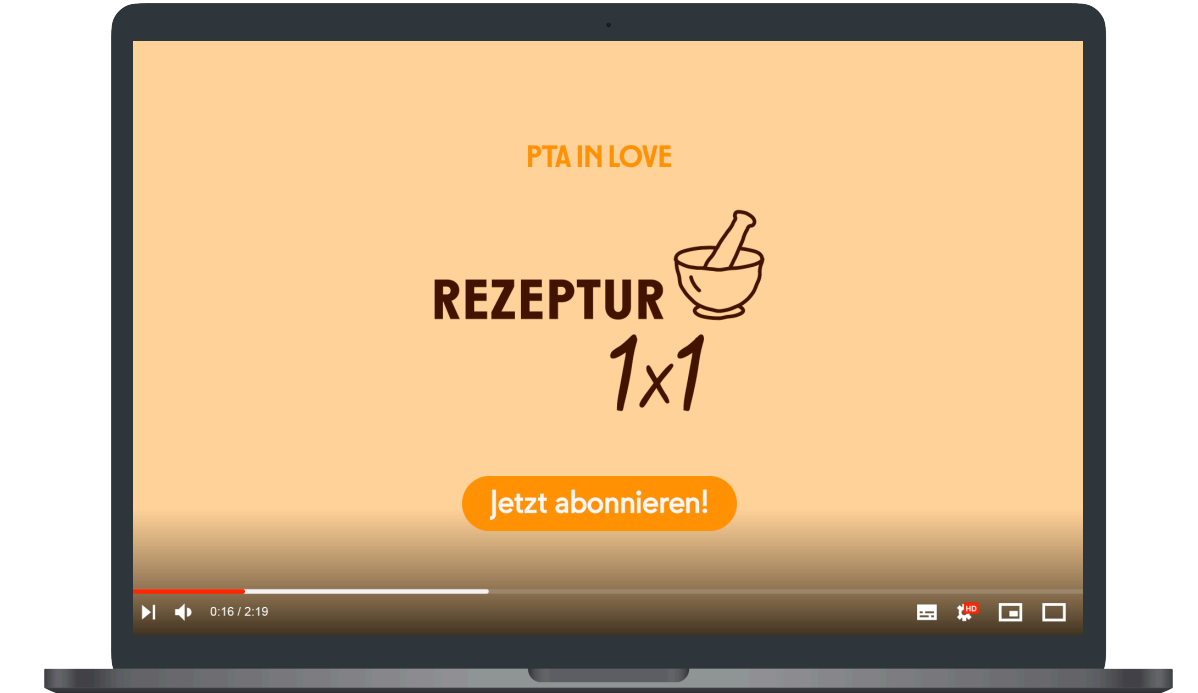 PTA IN LOVE
REZEPTUR
1x1
Jetzt abonnieren!
0:16 / 2:19
HD